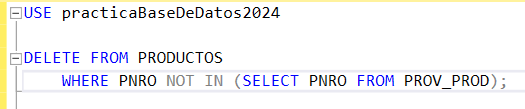 USE practicaBaseDeDatos2024
DELETE FROM PRODUCTOS
WHERE PNRO NOT IN (SELECT PNRO FROM PROV_PROD);